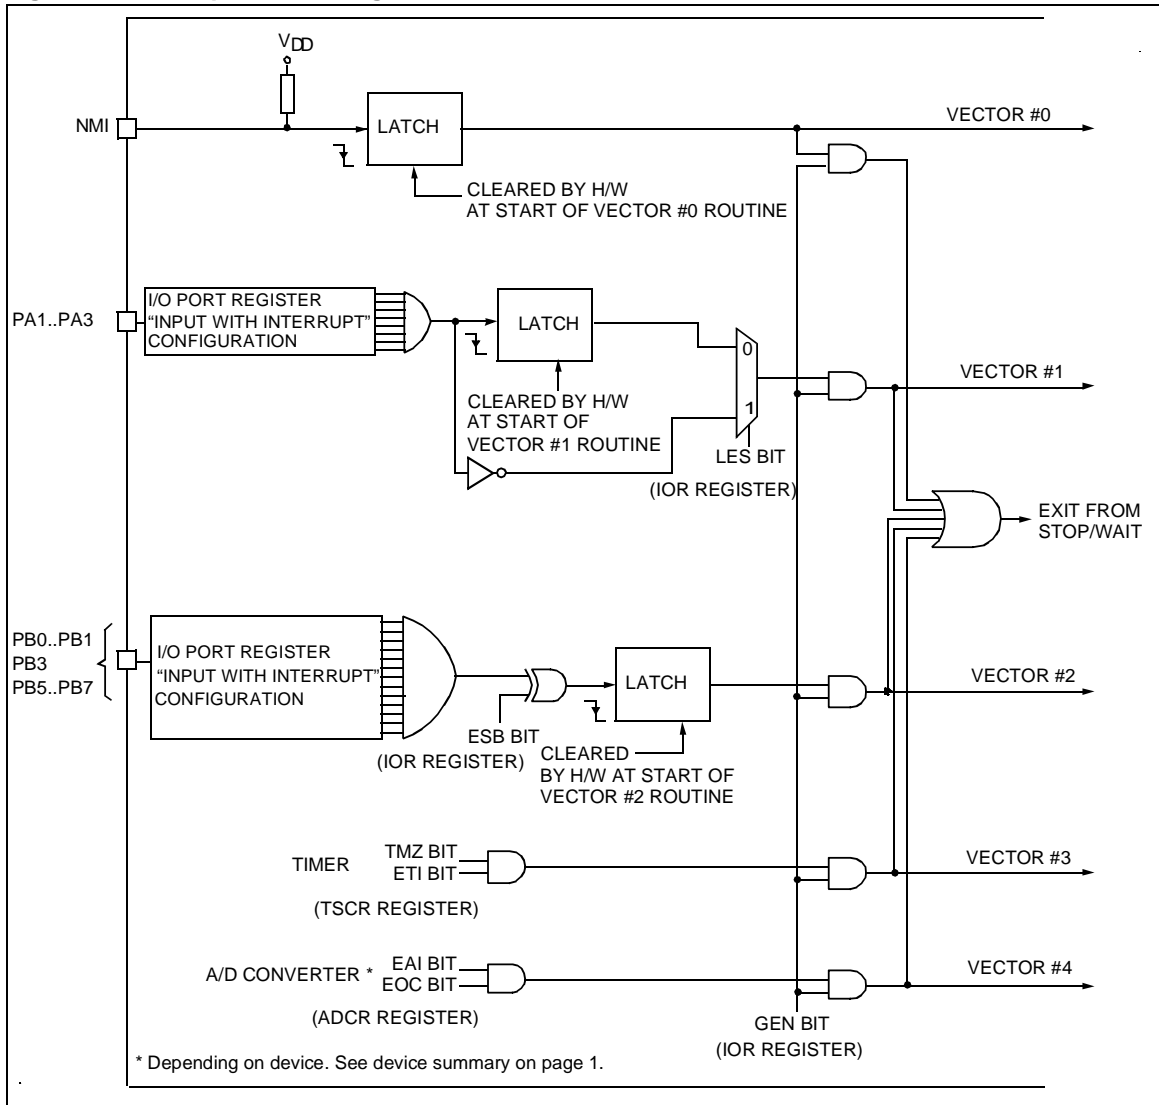 VDD
NMI
LATCH
VECTOR #0
CLEARED BY H/W
AT START OF VECTOR #0 ROUTINE
PA1..PA3
I/O PORT REGISTER
“INPUT WITH INTERRUPT”
CONFIGURATION
LATCH
0
1
VECTOR #1
CLEARED BY H/W
AT START OF
VECTOR #1 ROUTINE
LES BIT
(IOR REGISTER)
EXIT FROM
STOP/WAIT
PB0..PB1
PB3
PB5..PB7
I/O PORT REGISTER
“INPUT WITH INTERRUPT”
CONFIGURATION
LATCH
VECTOR #2
ESB BIT
(IOR REGISTER)
CLEARED
BY H/W AT START OF
VECTOR #2 ROUTINE
TIMER
TMZ BIT
ETI BIT
(TSCR REGISTER)
VECTOR #3
A/D CONVERTER *
EAI BIT
EOC BIT
(ADCR REGISTER)
VECTOR #4
GEN BIT
(IOR REGISTER)
* Depending on device. See device summary on page 1.